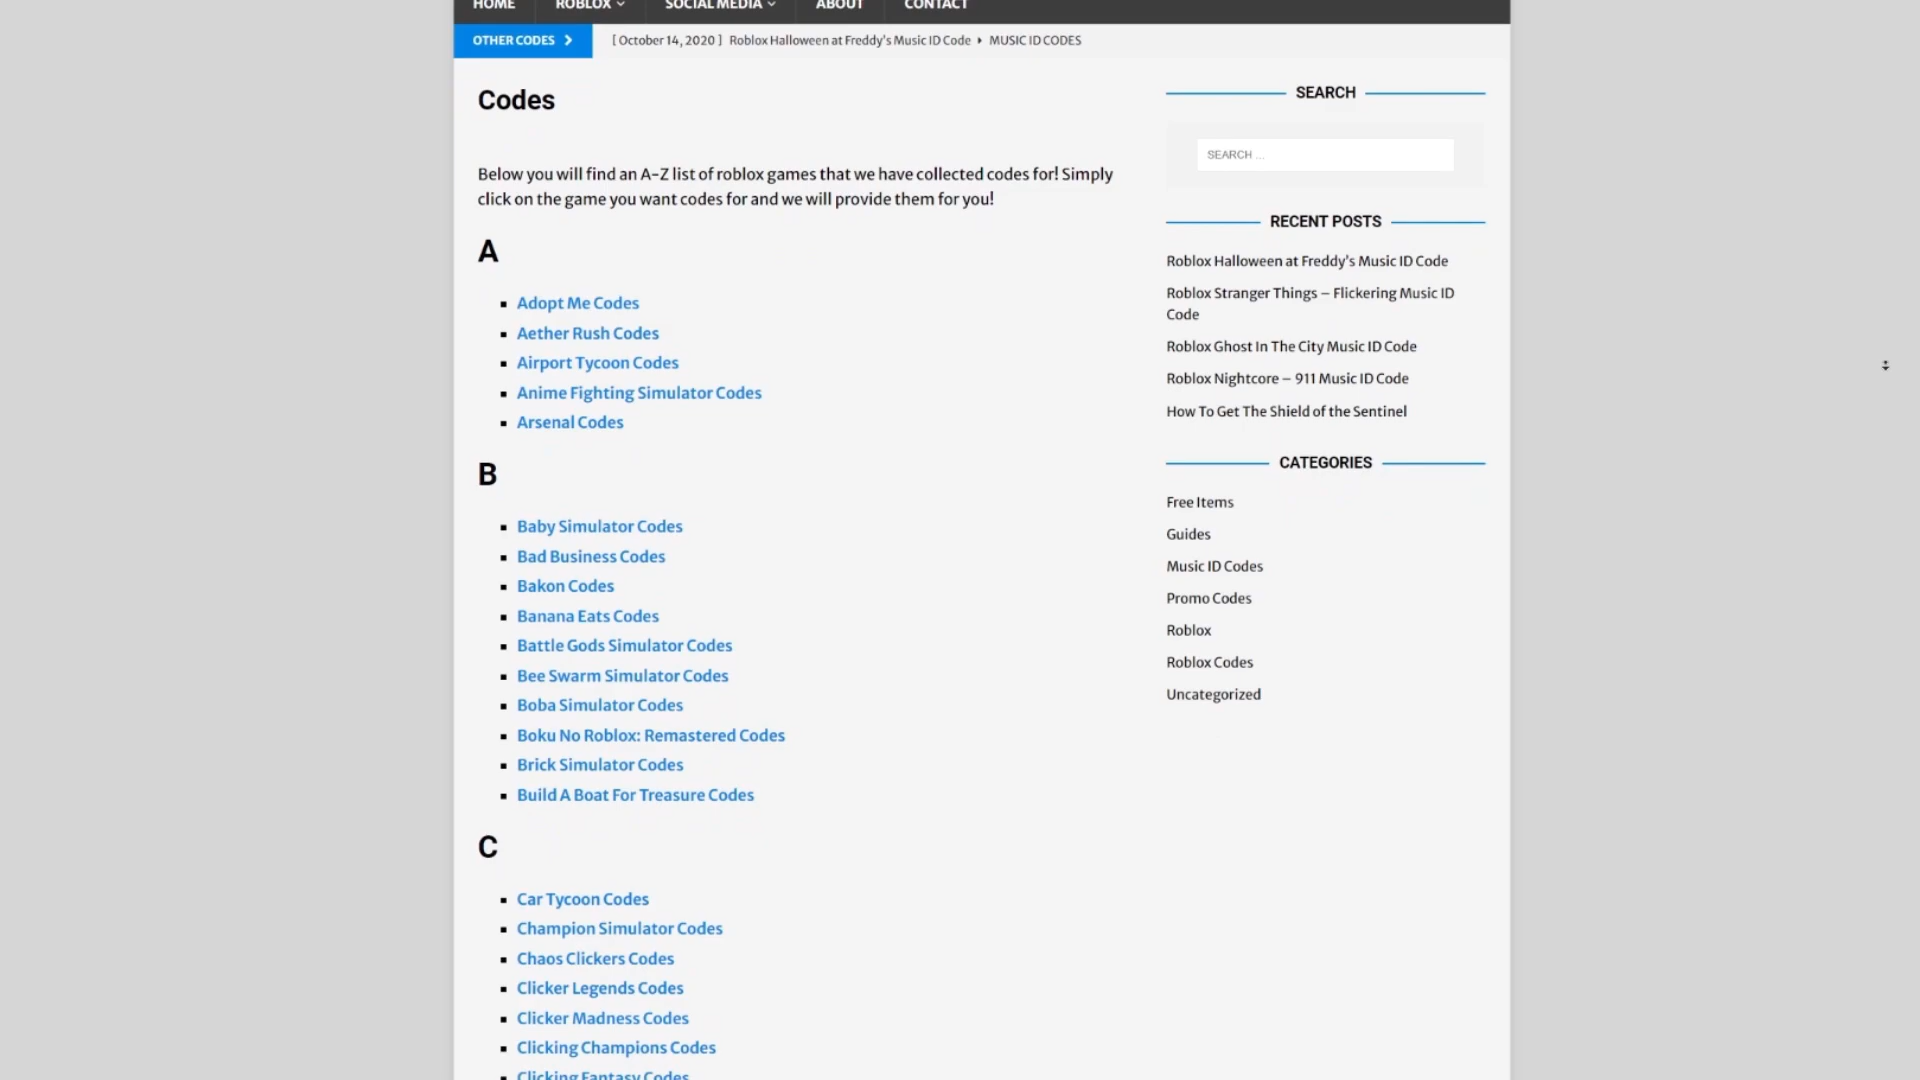 HOME ROBLOX SOCIAL MEDIA ABOUT CONTACT
OTHER CODES [ October 14, 2020 ] Roblox Halloween at Freddy's Music ID Code MUSIC ID CODES
Codes
Below you will find an A-Z list of roblox games that we have collected codes for! Simply
click on the game you want codes for and we will provide them for you!
A
Adopt Me Codes
Aether Rush Codes
Airport Tycoon Codes
Anime Fighting Simulator Codes
Arsenal Codes
B
Baby Simulator Codes
Bad Business Codes
Bakon Codes
Banana Eats Codes
Battle Gods Simulator Codes
Bee Swarm Simulator Codes
Boba Simulator Codes
Boku No Roblox: Remastered Codes
Brick Simulator Codes
Build A Boat For Treasure Codes
C
Car Tycoon Codes
Champion Simulator Codes
Chaos Clickers Codes
Clicker Legends Codes
Clicker Madness Codes
Clicking Champions Codes
Clicking Fantasy Codes
SEARCH
SEARCH ...
RECENT POSTS
Roblox Halloween at Freddy's Music ID Code
Roblox Stranger Things – Flickering Music ID
Code
Roblox Ghost In The City Music ID Code
Roblox Nightcore – 911 Music ID Code
How To Get The Shield of the Sentinel
CATEGORIES
Free Items
Guides
Music ID Codes
Promo Codes
Roblox
Roblox Codes
Uncategorized